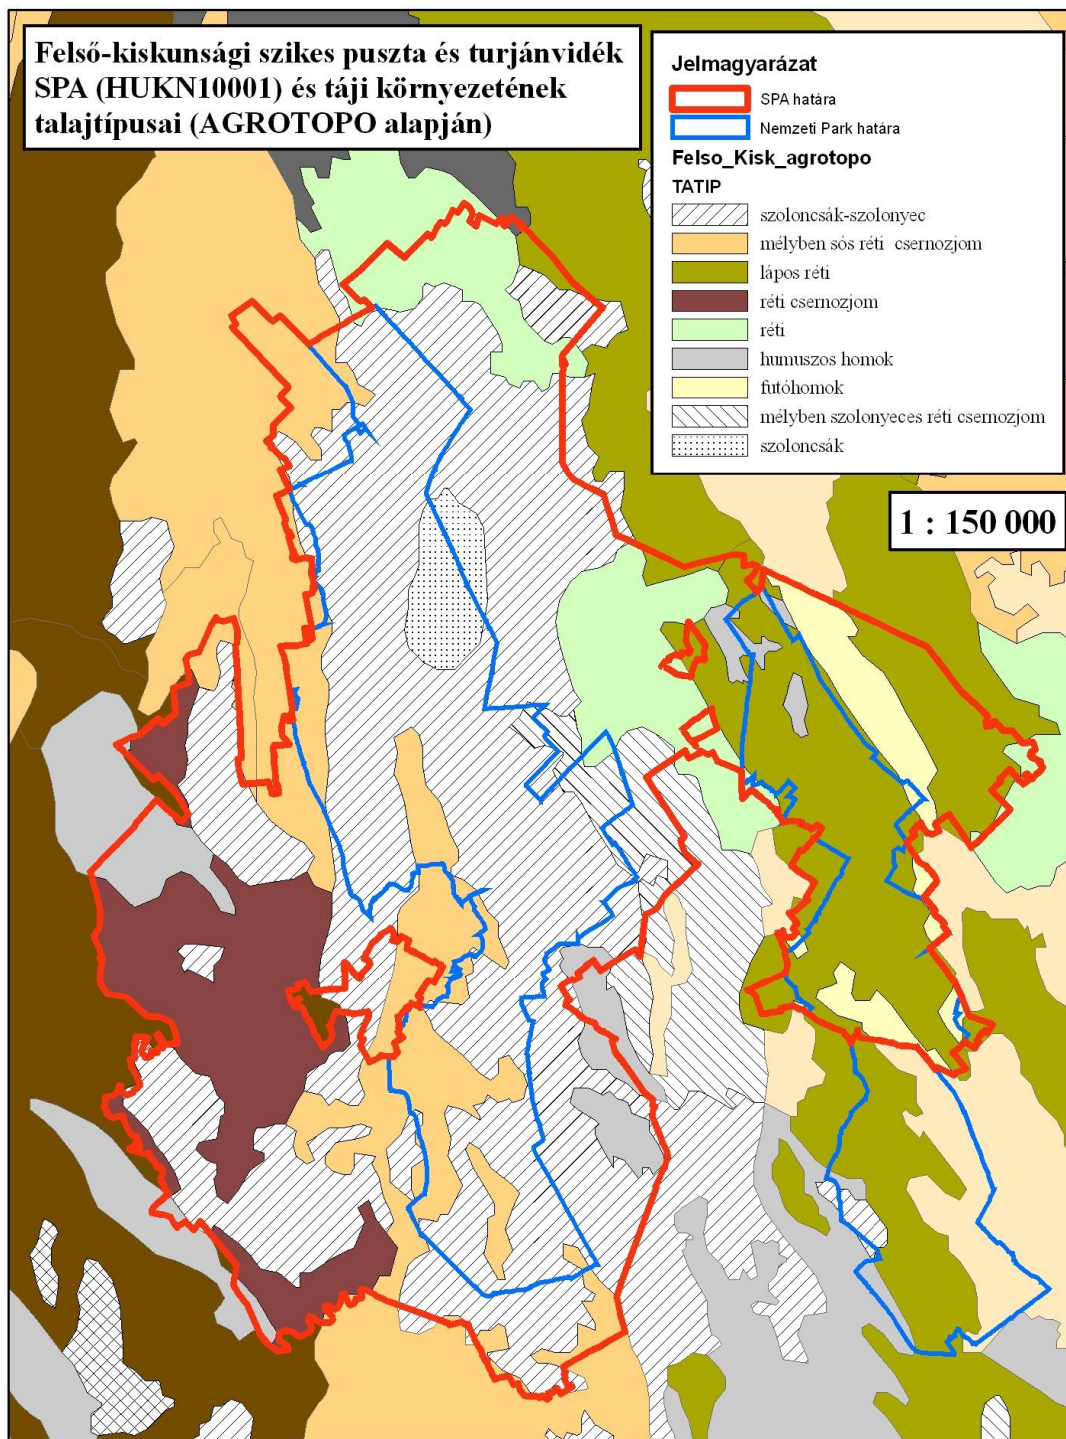 Felső-kiskunsági szikes puszta és turjánvidék
SPA (HUKN10001) és táji környezetének
talajtípusai (AGROTOPO alapján)
Jelmagyarázat
SPA határa
Nemzeti Park határa
Felso_Kisk_agrotopo
TATIP
szoloncsák-szolonyec
mélyben sós réti csernozjom
lápos réti
réti csernozjom
réti
humuszos homok
futóhomok
mélyben szolonyeces réti csernozjom
szoloncsák
1 : 150 000